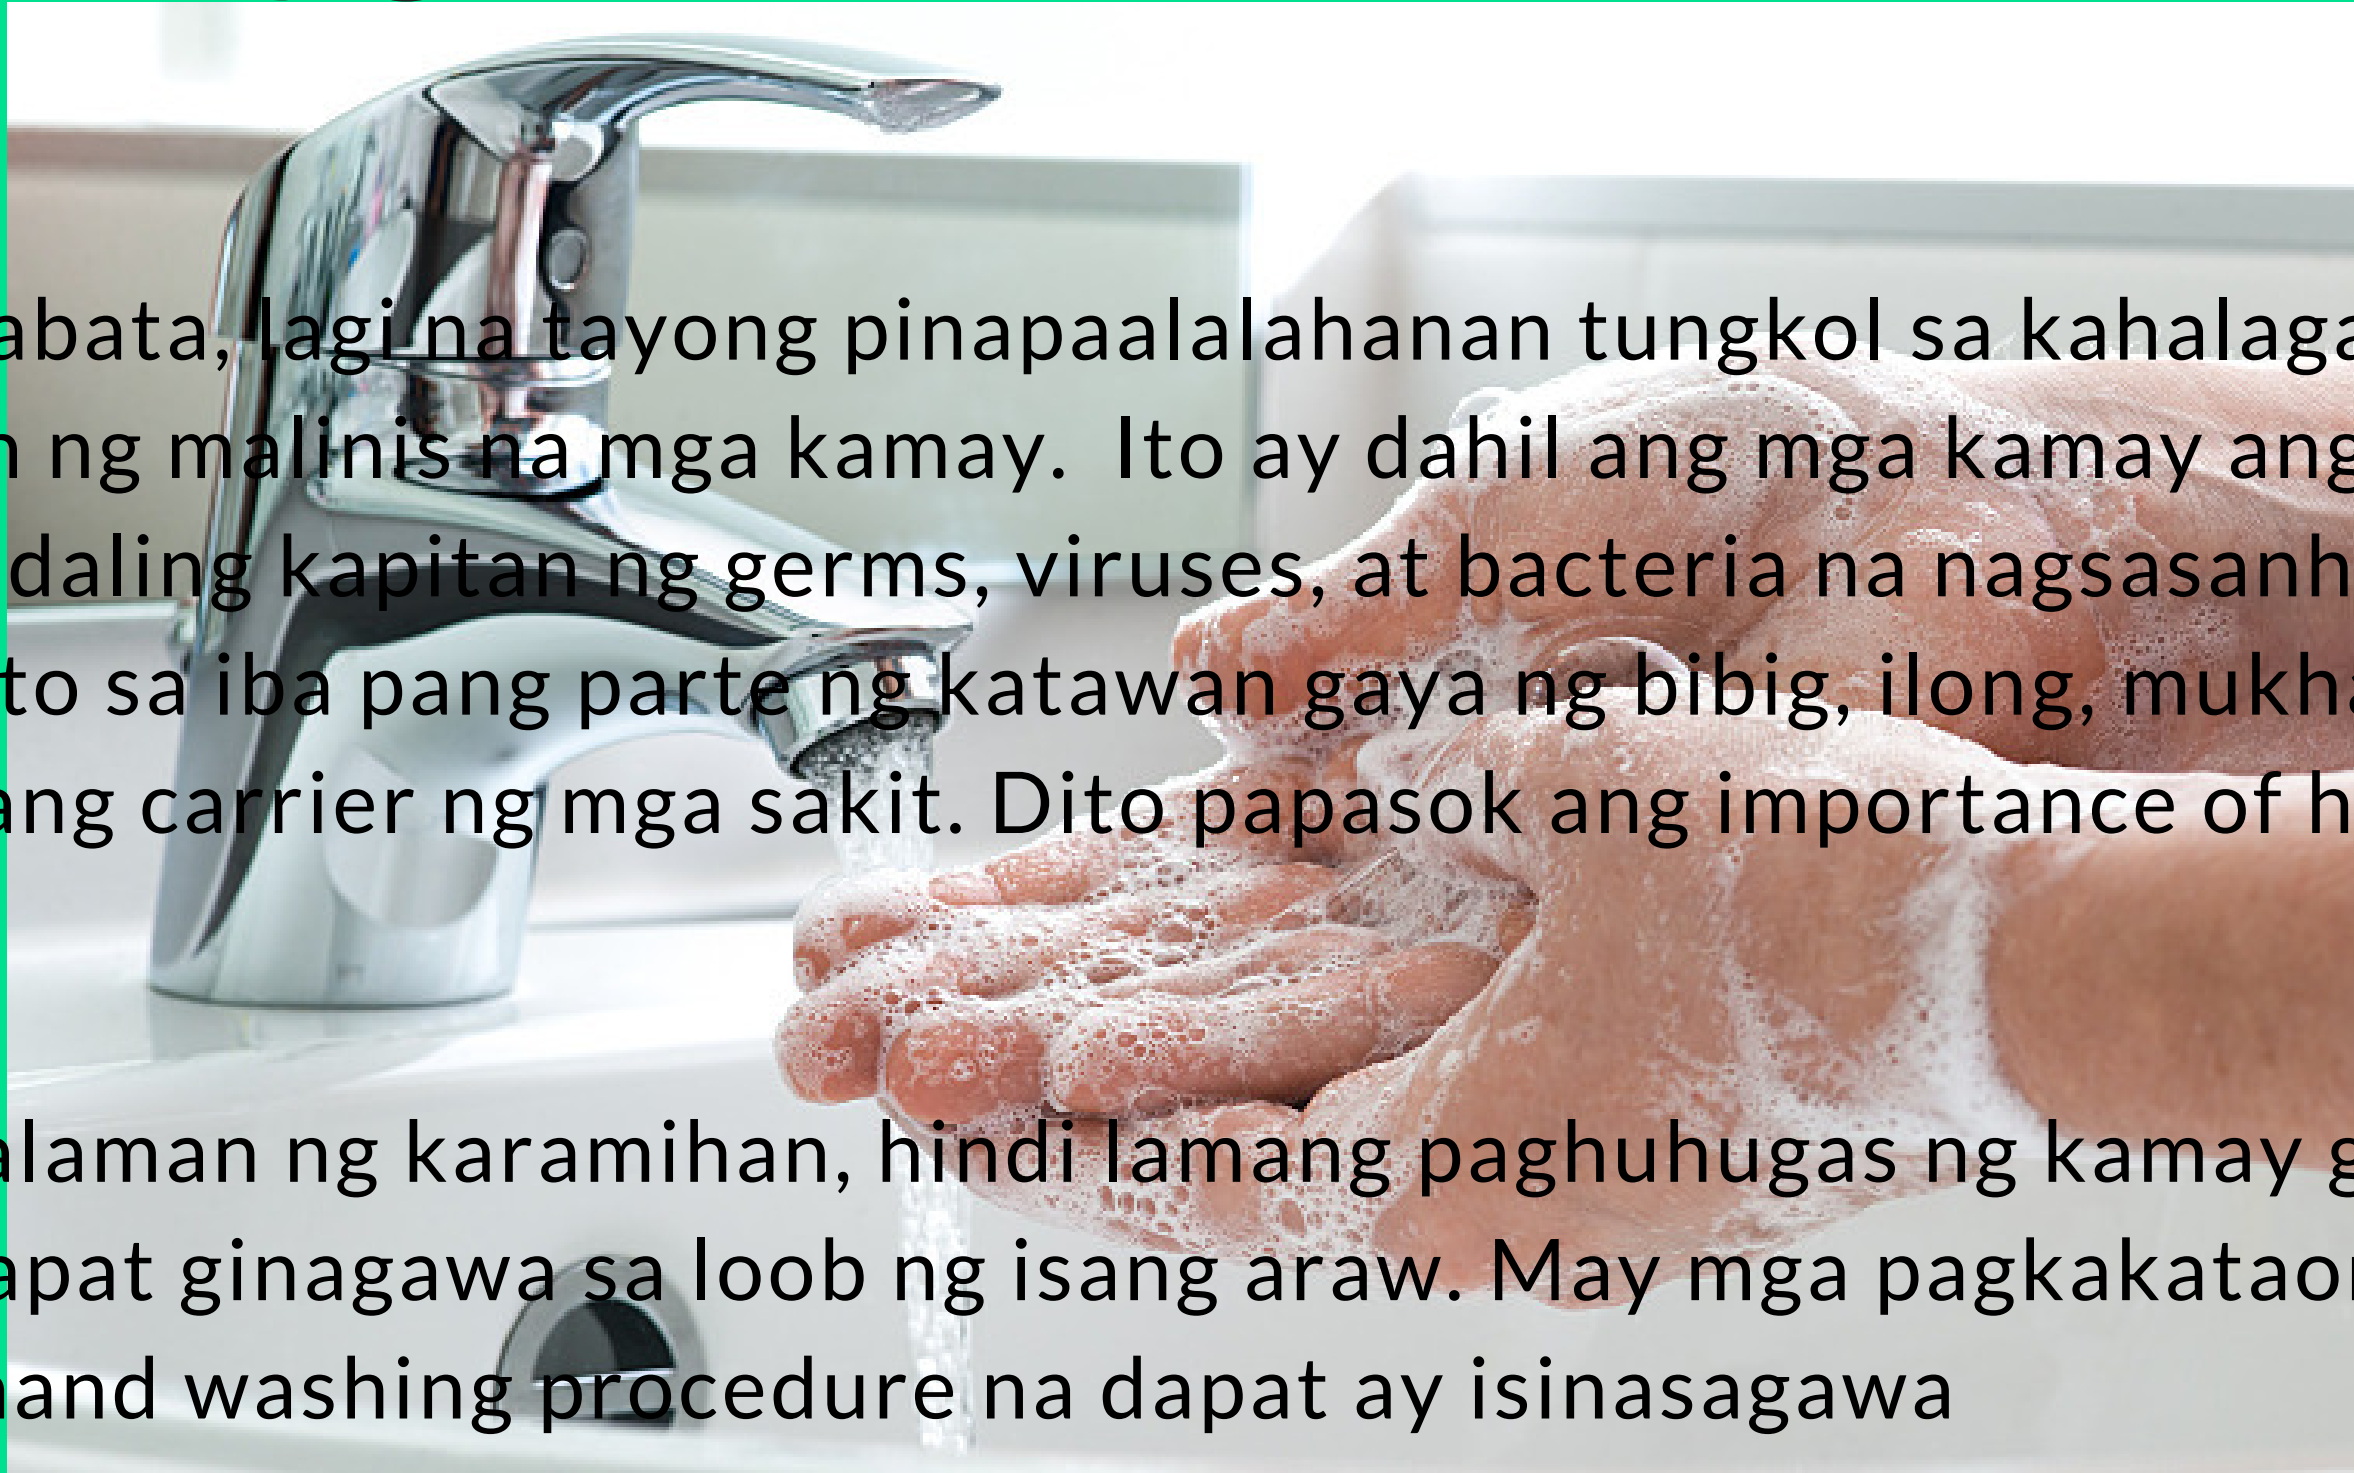 abata, lagi na tayong pinapaalalahanan tungkol sa kahalaga
ng malinis na mga kamay. Ito ay dahil ang mga kamay ang
daling kapitan ng germs, viruses, at bacteria na nagsasanh
to sa iba pang parte ng katawan gaya ng bibig, ilong, mukha
ang carrier ng mga sakit. Dito papasok ang importance of h
alaman ng karamihan, hindi lamang paghuhugas ng kamay g
apat ginagawa sa loob ng isang araw. May mga pagkakataon
hand washing procedure na dapat ay isinasagawa